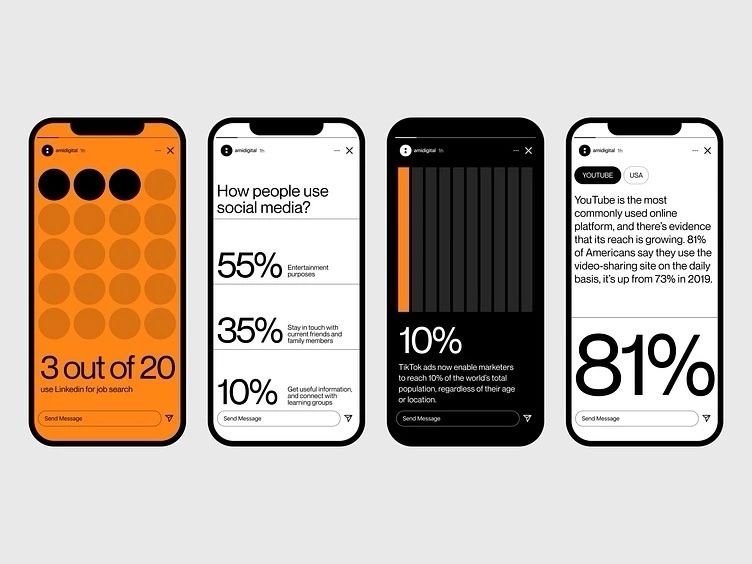 amidigital 1h
3 out of 20
use Linkedin for job search
Send Message
amidigital 1h
How people use
social media?
55%
Entertainment
purposes
35%
Stay in touch with
current friends and
family members
10%
Get useful information,
and connect with
learning groups
Send Message
amidigital 1h
10%
TikTok ads now enable marketers
to reach 10% of the world's total
population, regardless of their age
or location.
Send Message
amidigital 1h
YOUTUBE
USA
YouTube is the most
commonly used online
platform, and there's evidence
that its reach is growing. 81%
of Americans say they use the
video-sharing site on the daily
basis, it's up from 73% in 2019.
81%
Send Message